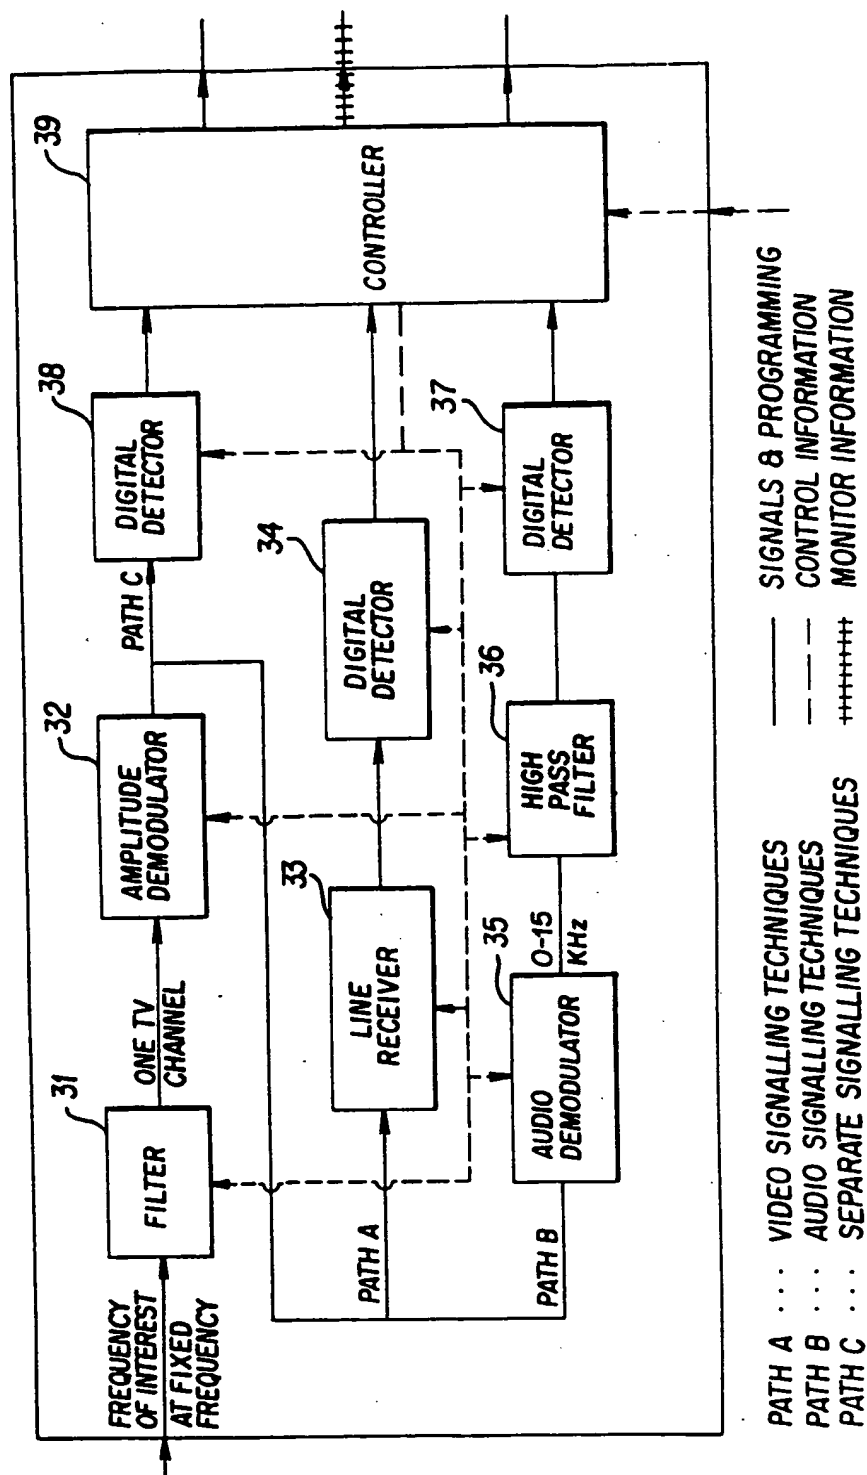 FREQUENCY
OF INTEREST
AT FIXED
FREQUENCY
31
FILTER
ONE TV
CHANNEL
32
AMPLITUDE
DEMODULATOR
PATH C
38
DIGITAL
DETECTOR
39
CONTROLLER
PATH A
33
LINE
RECEIVER
34
DIGITAL
DETECTOR
PATH B
35
AUDIO
DEMODULATOR
0-15
KHz
36
HIGH
PASS
FILTER
37
DIGITAL
DETECTOR
PATH A ... VIDEO SIGNALLING TECHNIQUES
PATH B ... AUDIO SIGNALLING TECHNIQUES
PATH C ... SEPARATE SIGNALLING TECHNIQUES
SIGNALS & PROGRAMMING
CONTROL INFORMATION
MONITOR INFORMATION